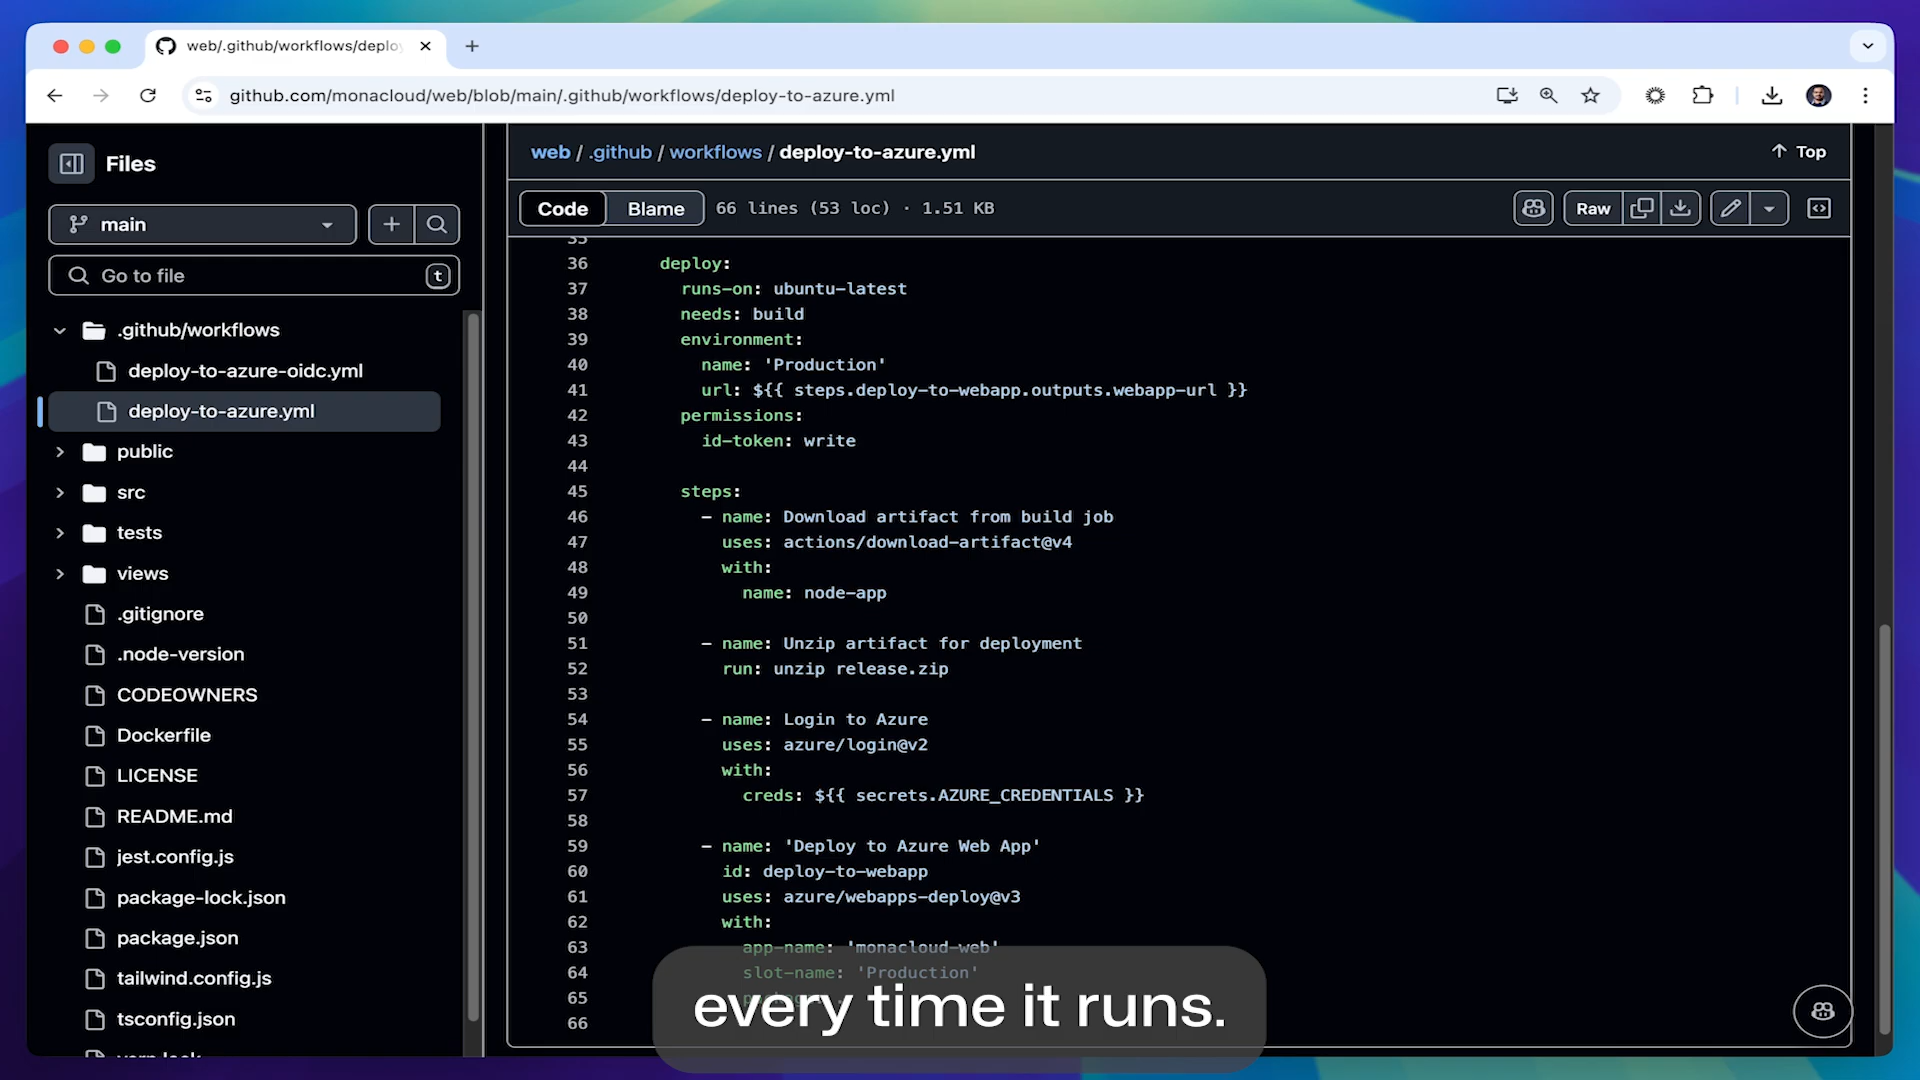 web/.github/workflows/deplo
github.com/monacloud/web/blob/main/.github/workflows/deploy-to-azure.yml
Files
main
Go to file
t
.github/workflows
deploy-to-azure-oidc.yml
deploy-to-azure.yml
public
src
tests
views
.gitignore
.node-version
CODEOWNERS
Dockerfile
LICENSE
README.md
jest.config.js
package-lock.json
package.json
tailwind.config.js
tsconfig.json
web / .github / workflows / deploy-to-azure.yml
Top
Code Blame 66 lines (53 loc) · 1.51 KB
Raw
35
36 deploy:
37 runs-on: ubuntu-latest
38 needs: build
39 environment:
40 name: 'Production'
41 url: ${{ steps.deploy-to-webapp.outputs.webapp-url }}
42 permissions:
43 id-token: write
44
45 steps:
46 - name: Download artifact from build job
47 uses: actions/download-artifact@v4
48 with:
49 name: node-app
50
51 - name: Unzip artifact for deployment
52 run: unzip release.zip
53
54 - name: Login to Azure
55 uses: azure/login@v2
56 with:
57 creds: ${{ secrets.AZURE_CREDENTIALS }}
58
59 - name: 'Deploy to Azure Web App'
60 id: deploy-to-webapp
61 uses: azure/webapps-deploy@v3
62 with:
63 app-name: 'monacloud-web'
64 slot-name: 'Production'
65
66
every time it runs.